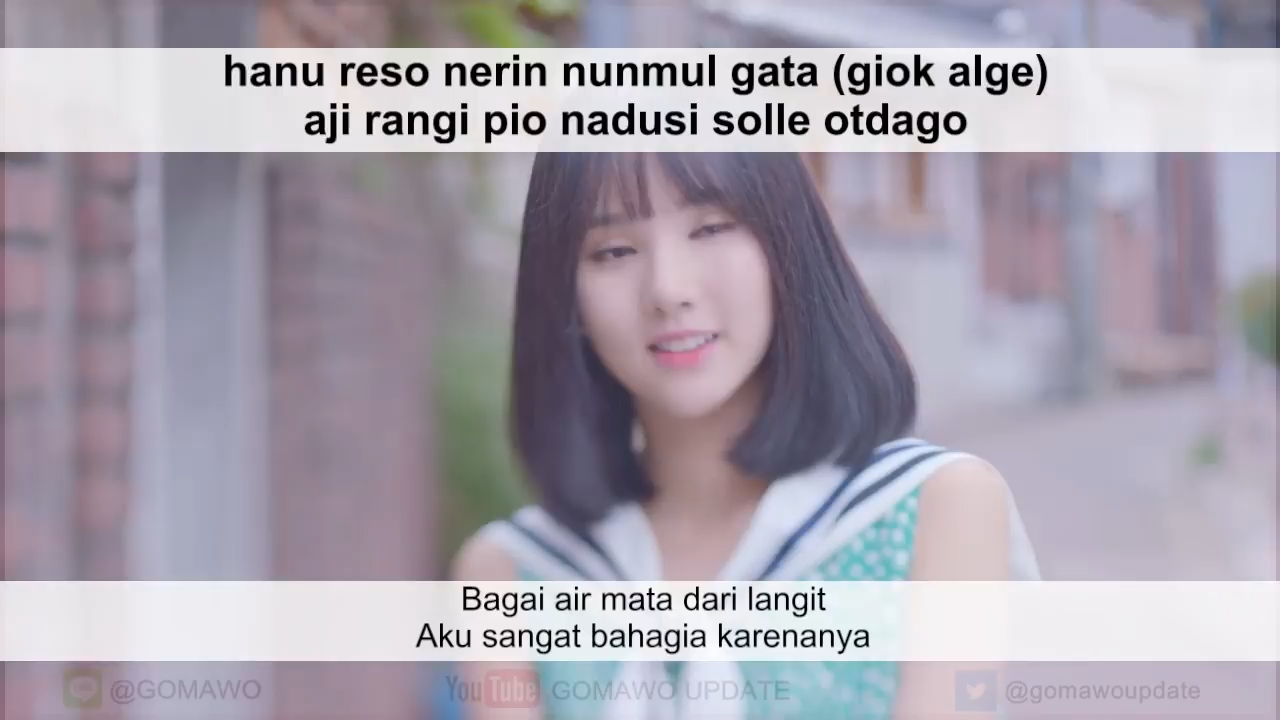 hanu reso nerin nunmul gata (giok alge)
aji rangi pio nadusi solle otdago
Bagai air mata dari langit
Aku sangat bahagia karenanya
@GOMAWO YouTube GOMAWO UPDATE @gomawoupdate